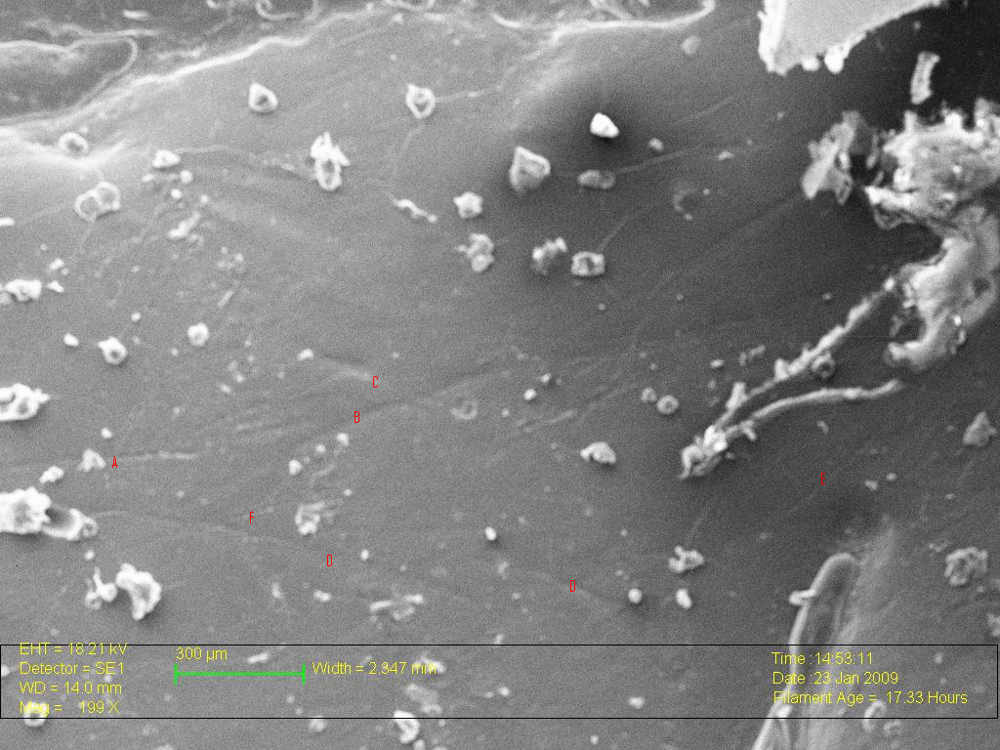 C
B
A
F
D
D
EHT = 18.21 kV
Detector = SE1
WD = 14.0 mm
Mag = 199 X
300 µm
Width = 2.347 mm
Time :14:53:11
Date :23 Jan 2009
Filament Age = 17.33 Hours